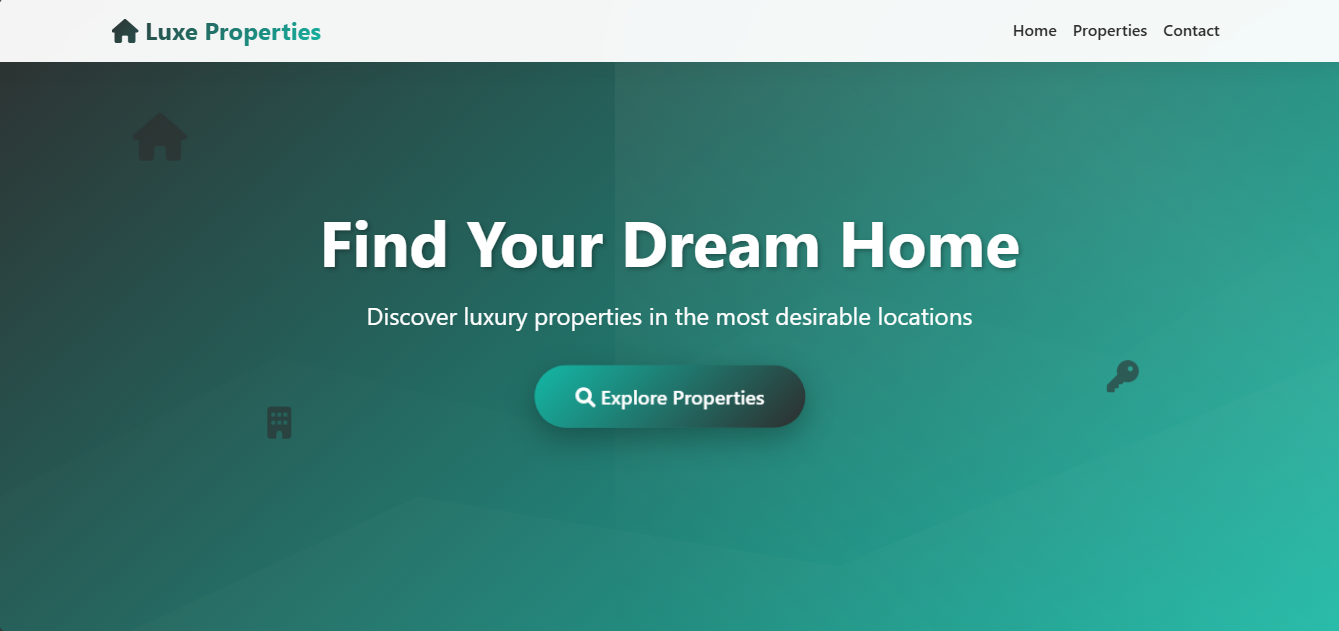 Luxe Properties
Home Properties Contact
Find Your Dream Home
Discover luxury properties in the most desirable locations
Explore Properties